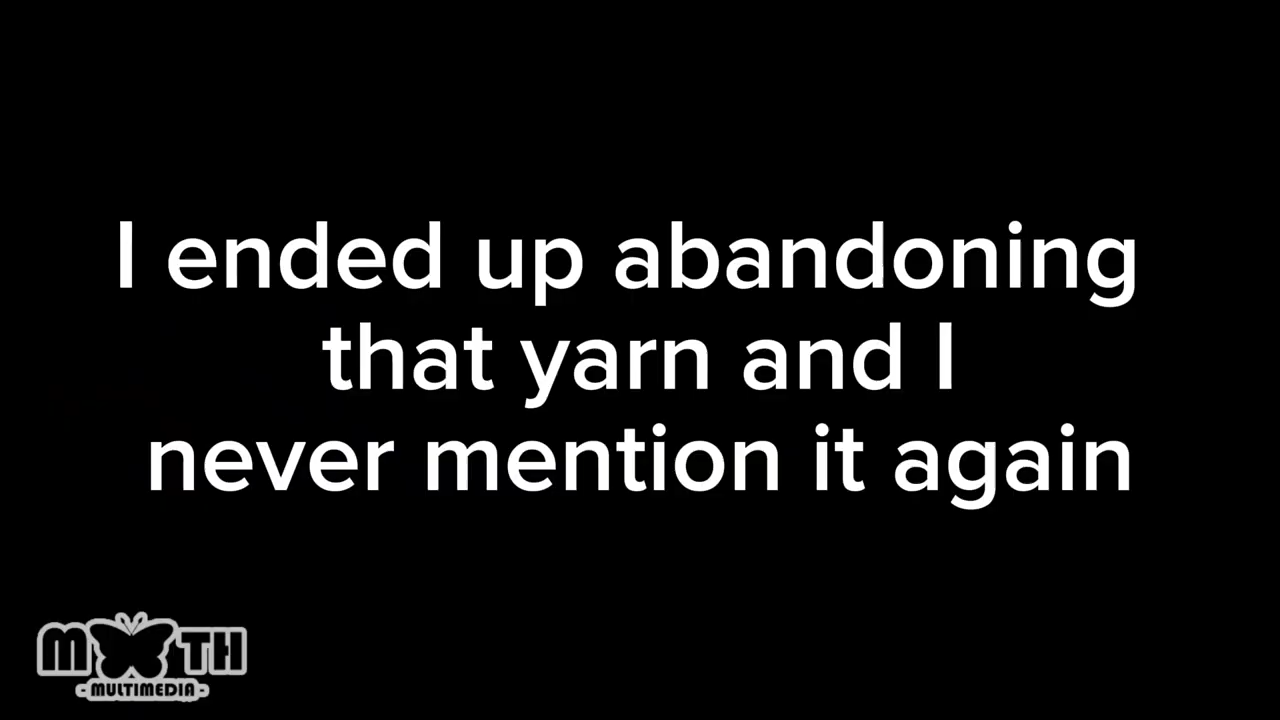 I ended up abandoning
that yarn and I
never mention it again
MOTH
-MULTIMEDIA-